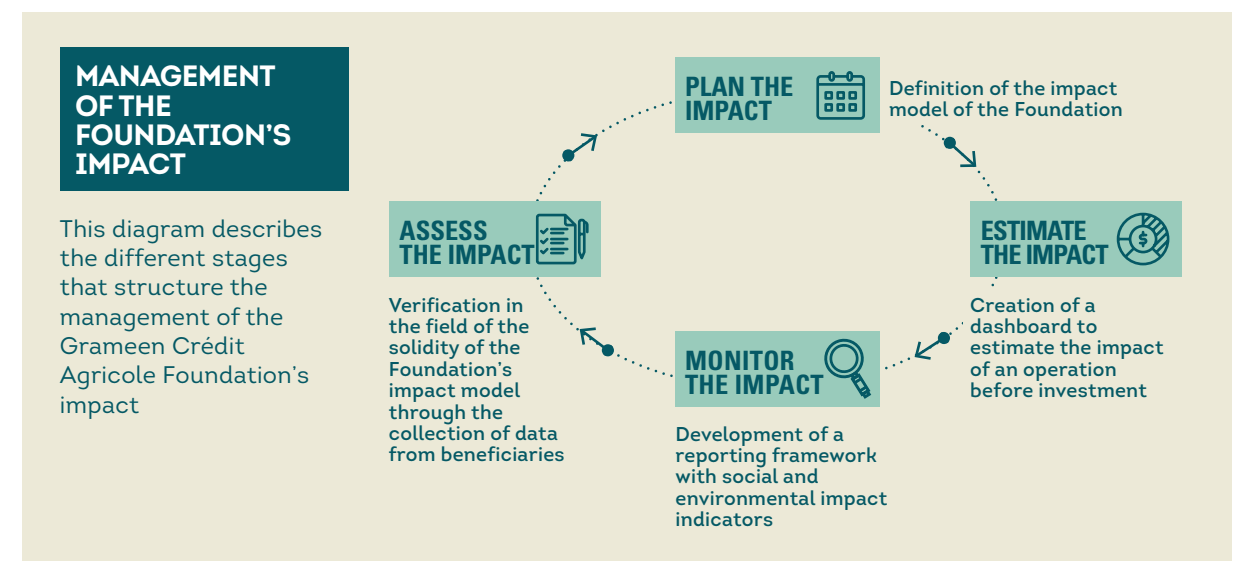 MANAGEMENT
OF THE
FOUNDATION'S
IMPACT
This diagram describes
the different stages
that structure the
management of the
Grameen Crédit
Agricole Foundation's
impact
PLAN THE
IMPACT
Definition of the impact
model of the Foundation
ESTIMATE
THE IMPACT
$
Creation of a
dashboard to
estimate the impact
of an operation
before investment
MONITOR
THE IMPACT
Development of a
reporting framework
with social and
environmental impact
indicators
ASSESS
THE IMPACT
Verification in
the field of the
solidity of the
Foundation's
impact model
through the
collection of data
from beneficiaries